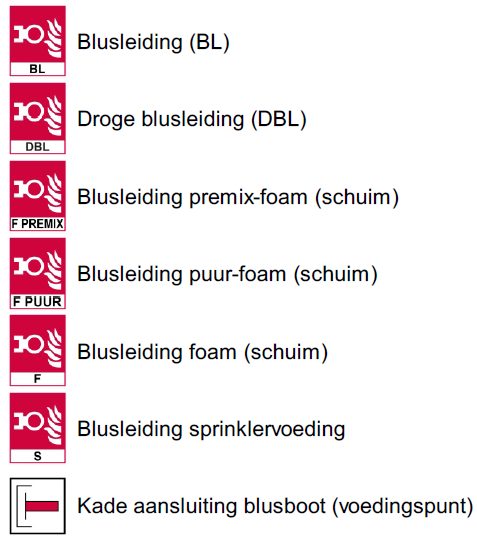 BL
Blusleiding (BL)
DBL
Droge blusleiding (DBL)
F PREMIX
Blusleiding premix-foam (schuim)
F PUUR
Blusleiding puur-foam (schuim)
F
Blusleiding foam (schuim)
S
Blusleiding sprinklervoeding
Kade aansluiting blusboot (voedingspunt)